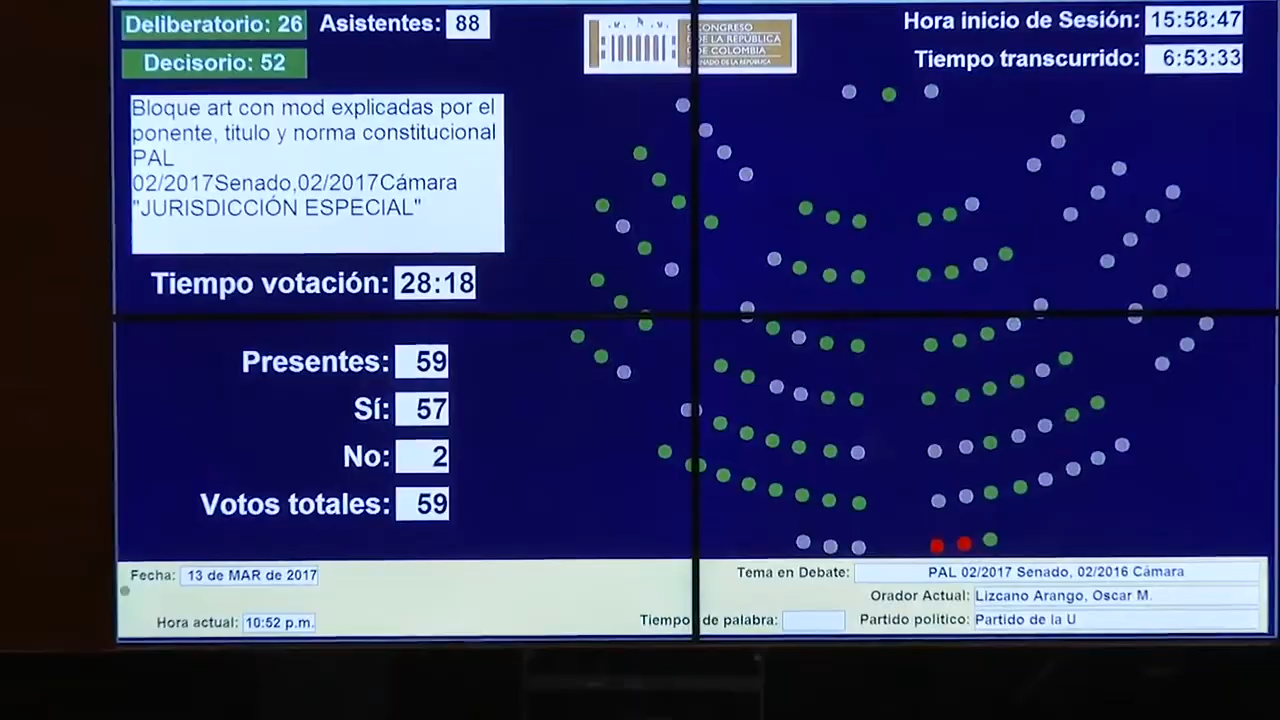 Deliberatorio: 26 Asistentes: 88
Decisorio: 52
CONGRESO
DE LA REPÚBLICA
DE COLOMBIA
SENADO DE LA REPÚBLICA
Hora inicio de Sesión: 15:58:47
Tiempo transcurrido: 6:53:33
Bloque art con mod explicadas por el
ponente, titulo y norma constitucional
PAL
02/2017Senado,02/2017Cámara
"JURISDICCIÓN ESPECIAL"
Tiempo votación: 28:18
Presentes: 59
Sí: 57
No: 2
Votos totales: 59
Fecha: 13 de MAR de 2017
Hora actual: 10:52 p.m.
Tema en Debate: PAL 02/2017 Senado, 02/2016 Cámara
Orador Actual: Lizcano Arango, Oscar M.
Tiempo de palabra:
Partido politico: Partido de la U